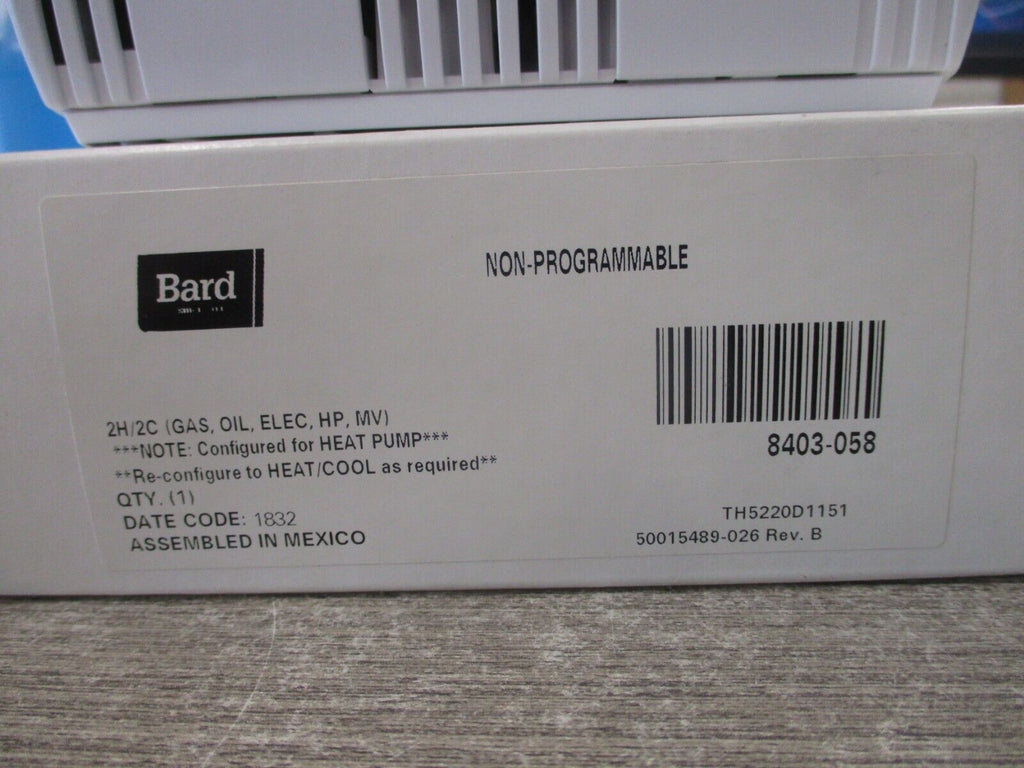 Bard
NON-PROGRAMMABLE
8403-058
2H/2C (GAS, OIL, ELEC, HP, MV)
***NOTE: Configured for HEAT PUMP***
**Re-configure to HEAT/COOL as required**
QTY. (1)
DATE CODE: 1832
ASSEMBLED IN MEXICO
TH5220D1151
50015489-026 Rev. B